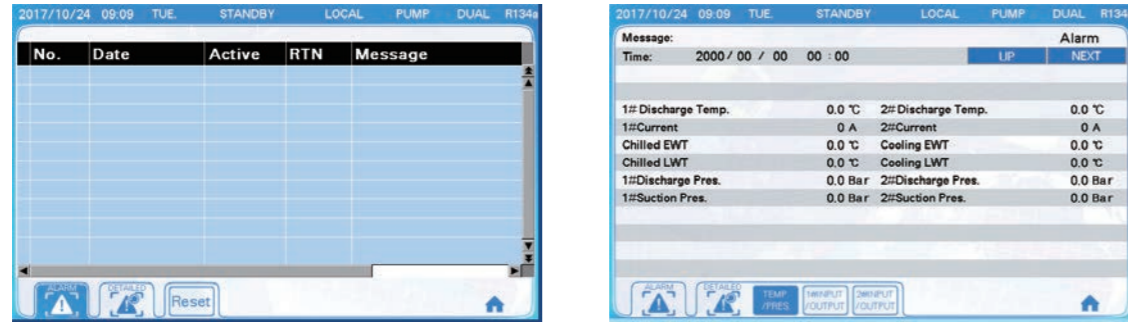 2017/10/24 09:09 TUE. STANDBY LOCAL PUMP DUAL R134a
No. Date Active RTN Message
ALARM DETAILED Reset
2017/10/24 09:09 TUE. STANDBY LOCAL PUMP DUAL R134
Message: Alarm
Time: 2000/ 00 / 00 00 : 00 UP NEXT
1# Discharge Temp. 0.0 ℃ 2# Discharge Temp. 0.0 ℃
1#Current 0 A 2#Current 0 A
Chilled EWT 0.0 ℃ Cooling EWT 0.0 ℃
Chilled LWT 0.0 ℃ Cooling LWT 0.0 ℃
1#Discharge Pres. 0.0 Bar 2#Discharge Pres. 0.0 Bar
1#Suction Pres. 0.0 Bar 2#Suction Pres. 0.0 Bar
ALARM DETAILED TEMP 1#INPUT 2#INPUT
/PRES /OUTPUT /OUTPUT